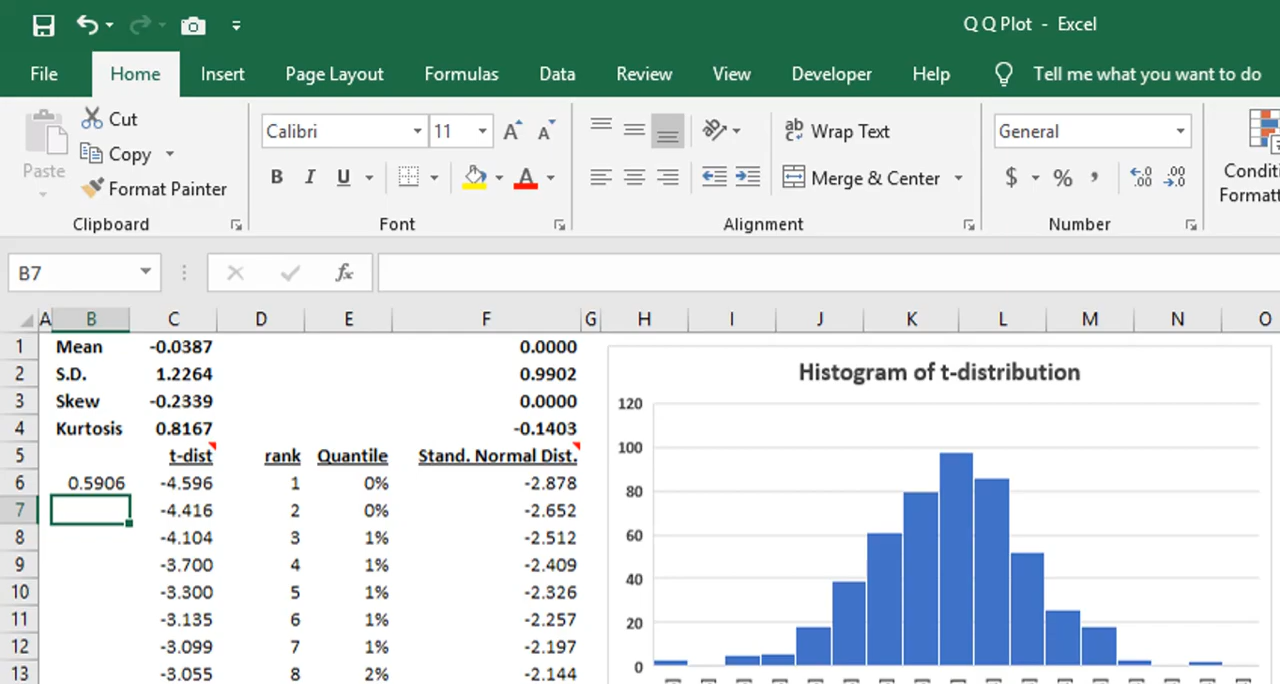 Q Q Plot - Excel
File Home Insert Page Layout Formulas Data Review View Developer Help Tell me what you want to do
Paste
Cut
Copy
Format Painter
Clipboard
Calibri 11 A A
B I U A
Font
ab Wrap Text
Merge & Center
Alignment
General
$ % , .00 .0
Number
Conditi
Formatt
B7 fx
A B C D E F G H I J K L M N O
1 Mean -0.0387 0.0000
2 S.D. 1.2264 0.9902
3 Skew -0.2339 0.0000
4 Kurtosis 0.8167 -0.1403
5 t-dist rank Quantile Stand. Normal Dist.
6 0.5906 -4.596 1 0% -2.878
7 -4.416 2 0% -2.652
8 -4.104 3 1% -2.512
9 -3.700 4 1% -2.409
10 -3.300 5 1% -2.326
11 -3.135 6 1% -2.257
12 -3.099 7 1% -2.197
13 -3.055 8 2% -2.144
Histogram of t-distribution
120
100
80
60
40
20
0